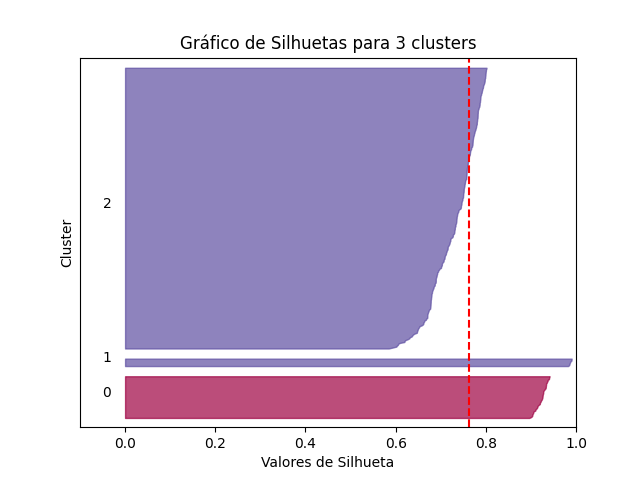 Gráfico de Silhuetas para 3 clusters
Cluster
2
1
0
0.0 0.2 0.4 0.6 0.8 1.0
Valores de Silhueta